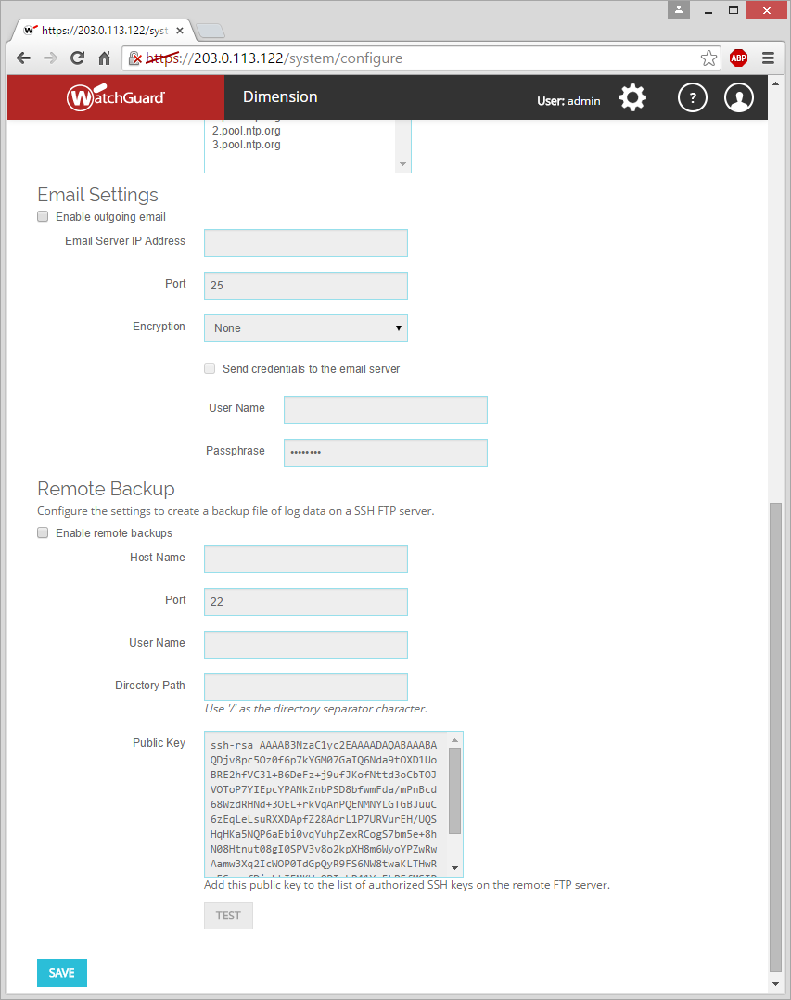 https://203.0.113.122/syst
https://203.0.113.122/system/configure
ABP
WatchGuard
Dimension
User: admin
?
2.pool.ntp.org
3.pool.ntp.org
Email Settings
Enable outgoing email
Email Server IP Address
Port
25
Encryption
None
Send credentials to the email server
User Name
Passphrase
••••••••
Remote Backup
Configure the settings to create a backup file of log data on a SSH FTP server.
Enable remote backups
Host Name
Port
22
User Name
Directory Path
Use '/' as the directory separator character.
Public Key
ssh-rsa AAAAB3NzaC1yc2EAAAADAQABAAABA
QDjv8pc5Oz0f6p7kYGM07GaIQ6Nda9tOXD1Uo
BRE2hfVC3l+B6DeFz+j9ufJKofNttd3oCbTOJ
VOToP7YIEpcYPANkZnbPSD8bfwmFda/mPnBcd
68WzdRHNd+3OEL+rkVqAnPQENMNYLGTGBJuuC
6zEqLeLsuRXXDApfZ28AdrL1P7URVurEH/UQS
HqHKa5NQP6aEbi0vqYuhpZexRCogS7bm5e+8h
N08Htnut08gI0SPV3v8o2kpXH8m6WyoYPZwRw
Aamw3Xq2IcWOP0TdGpQyR9FS6NW8twaKLTHwR
Add this public key to the list of authorized SSH keys on the remote FTP server.
TEST
SAVE